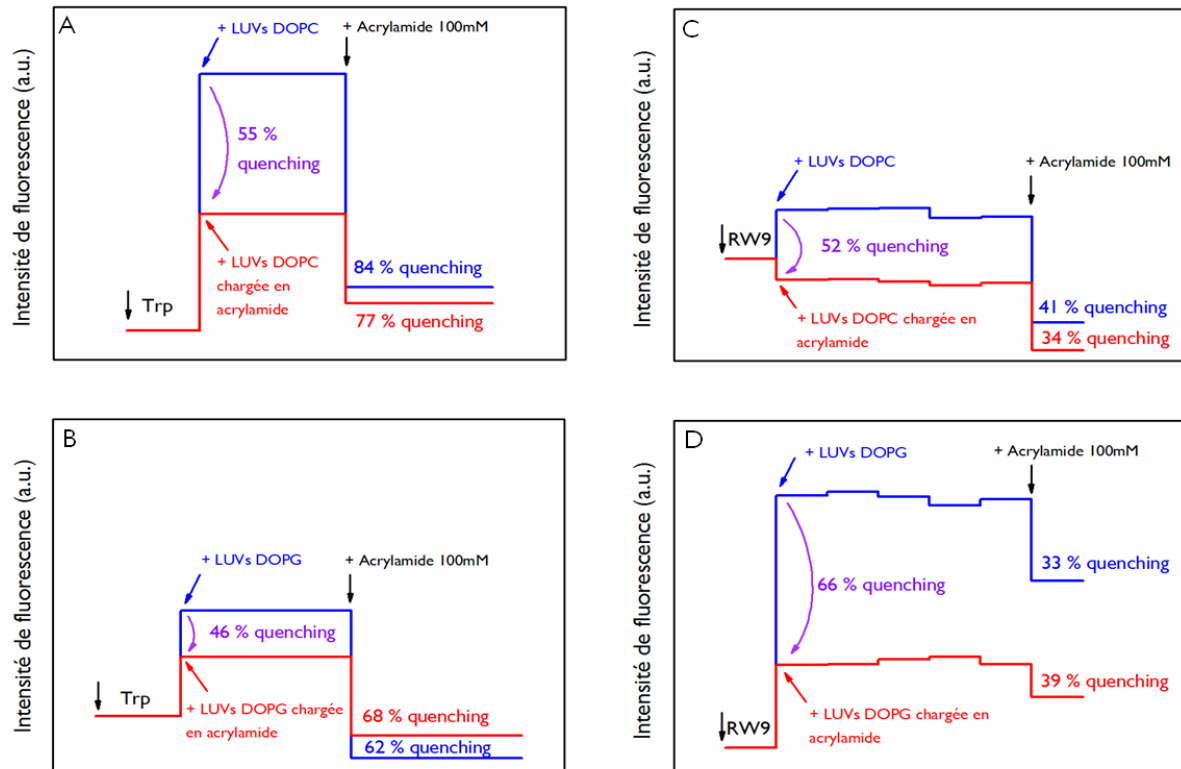 A
Intensité de fluorescence (a.u.)
+ LUVs DOPC
+ Acrylamide 100mM
55 %
quenching
Trp
+ LUVs DOPC
chargée en
acrylamide
84 % quenching
77 % quenching
C
Intensité de fluorescence (a.u.)
+ LUVs DOPC
+ Acrylamide 100mM
RW9
52 % quenching
+ LUVs DOPC chargée en
acrylamide
41 % quenching
34 % quenching
B
Intensité de fluorescence (a.u.)
+ LUVs DOPG
+ Acrylamide 100mM
46 % quenching
Trp
+ LUVs DOPG chargée
en acrylamide
68 % quenching
62 % quenching
D
Intensité de fluorescence (a.u.)
+ LUVs DOPG
+ Acrylamide 100mM
66 % quenching
33 % quenching
39 % quenching
RW9
+ LUVs DOPG chargée en
acrylamide